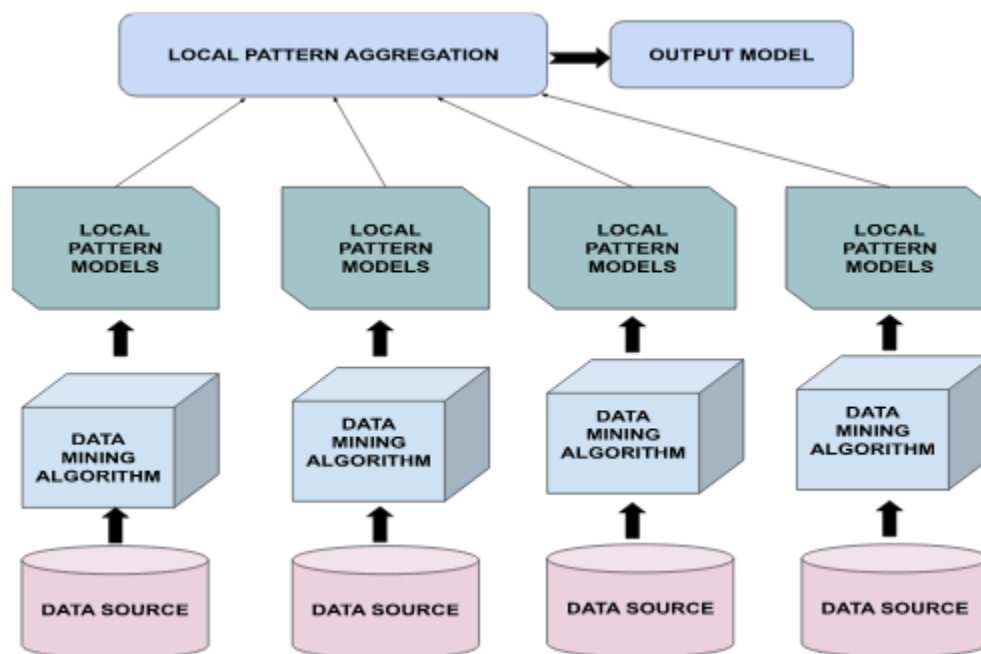 LOCAL PATTERN AGGREGATION
OUTPUT MODEL
LOCAL
PATTERN
MODELS
LOCAL
PATTERN
MODELS
LOCAL
PATTERN
MODELS
LOCAL
PATTERN
MODELS
DATA
MINING
ALGORITHM
DATA
MINING
ALGORITHM
DATA
MINING
ALGORITHM
DATA
MINING
ALGORITHM
DATA SOURCE
DATA SOURCE
DATA SOURCE
DATA SOURCE